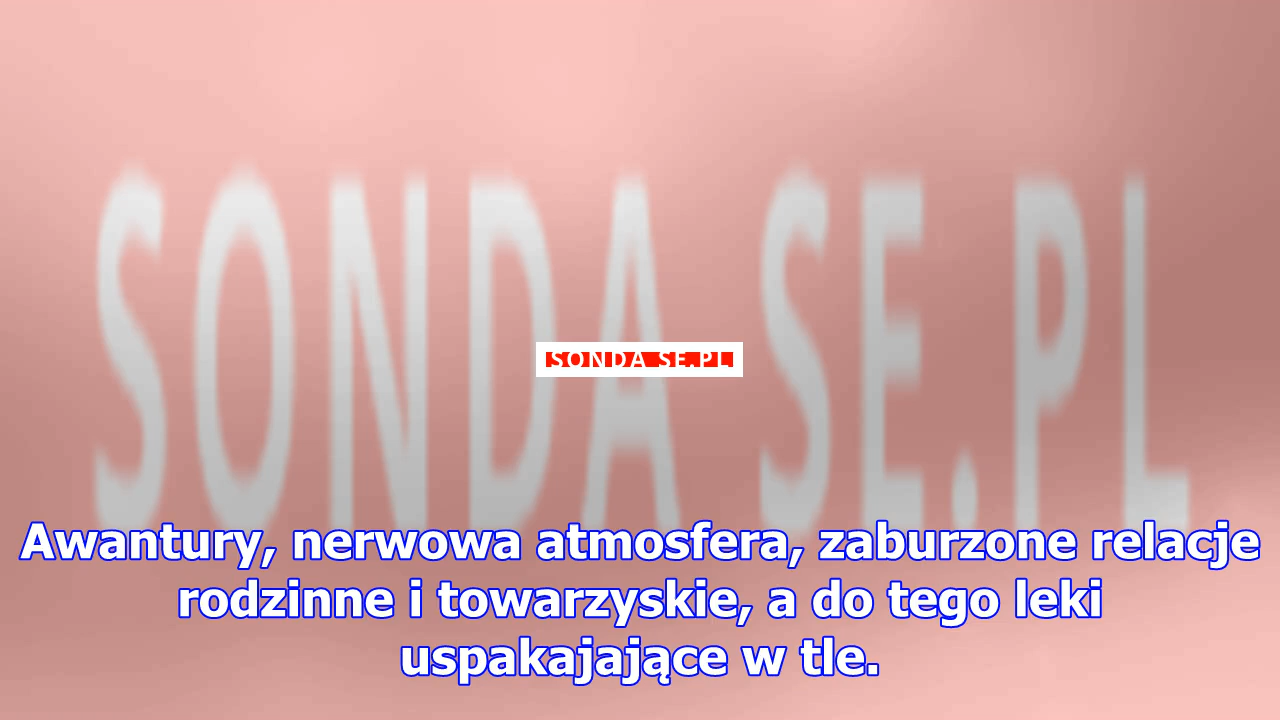 SONDA SE.PL
SONDA SE.PL
Awantury, nerwowa atmosfera, zaburzone relacje
rodzinne i towarzyskie, a do tego leki
uspakajające w tle.